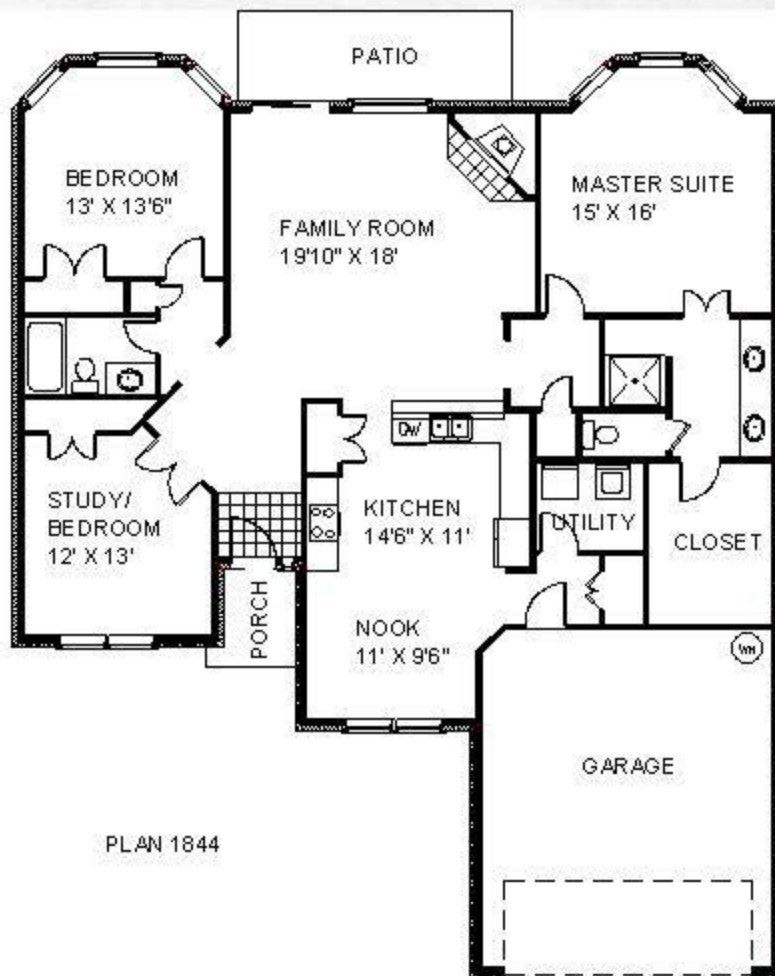 PATIO
BEDROOM
13' X 13'6"
MASTER SUITE
15' X 16'
FAMILY ROOM
19'10" X 18'
DW
STUDY/
BEDROOM
12' X 13'
KITCHEN
14'6" X 11'
UTILITY
CLOSET
PORCH
NOOK
11' X 9'6"
WH
GARAGE
PLAN 1844